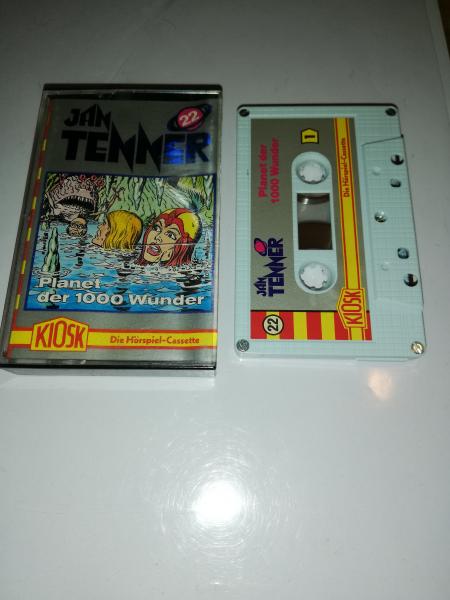 JAN
TENNER
22
Planet
der 1000 Wunder
KIOSK
Die Hörspiel-Cassette
1
Planet der
1000 Wunder
JAN
TENNER
22
KIOSK
Die Hörspiel-Cassette